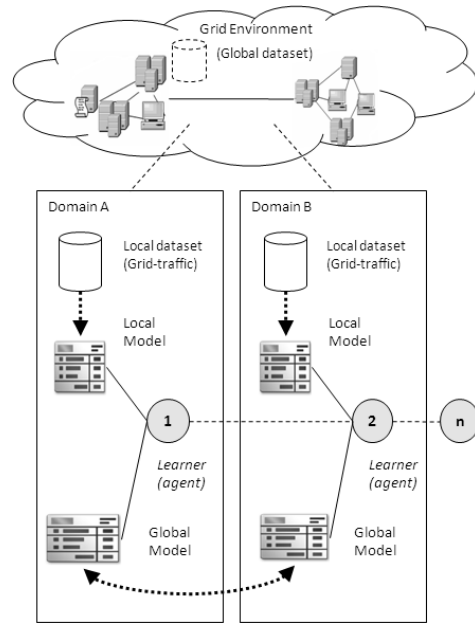 Grid Environment
(Global dataset)
Domain A
Local dataset
(Grid-traffic)
Local
Model
1
Learner
(agent)
Global
Model
Domain B
Local dataset
(Grid-traffic)
Local
Model
2
n
Learner
(agent)
Global
Model